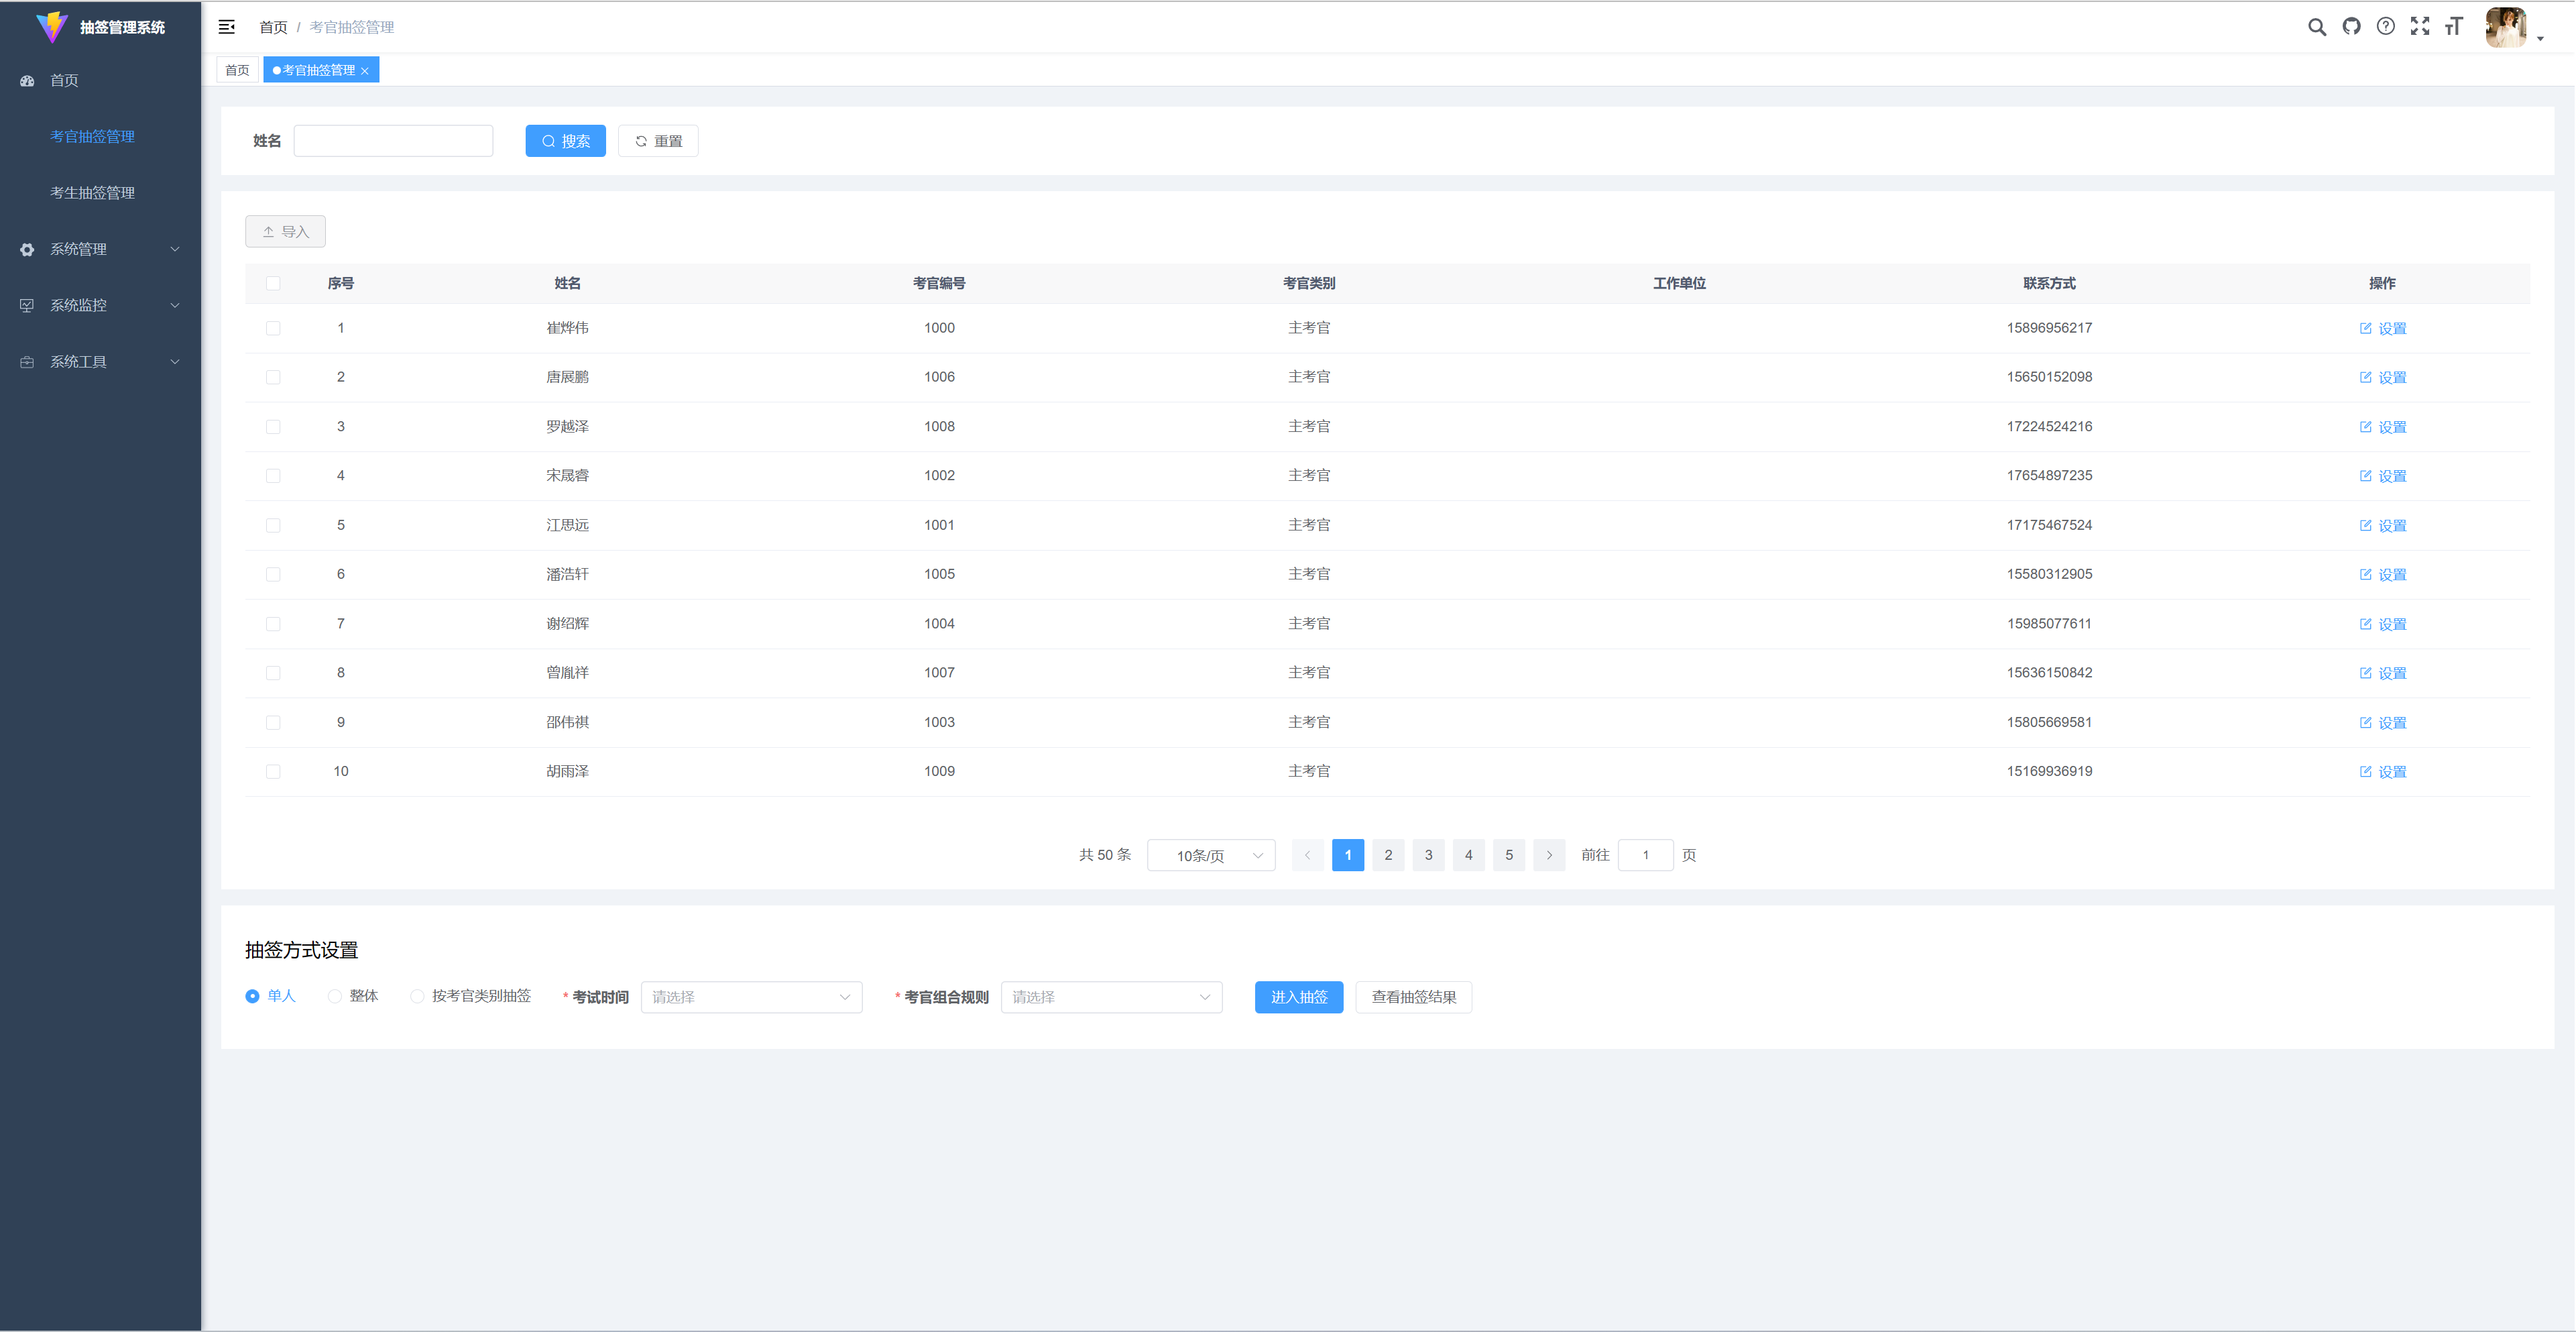 抽签管理系统
首页 / 考官抽签管理
首页
考官抽签管理
首页
考官抽签管理
考生抽签管理
系统管理
系统监控
系统工具
姓名
搜索
重置
导入
序号 姓名 考官编号 考官类别 工作单位 联系方式 操作
1 崔烨伟 1000 主考官 15896956217 设置
2 唐展鹏 1006 主考官 15650152098 设置
3 罗越泽 1008 主考官 17224524216 设置
4 宋晟睿 1002 主考官 17654897235 设置
5 江思远 1001 主考官 17175467524 设置
6 潘浩轩 1005 主考官 15580312905 设置
7 谢绍辉 1004 主考官 15985077611 设置
8 曾胤祥 1007 主考官 15636150842 设置
9 邵伟祺 1003 主考官 15805669581 设置
10 胡雨泽 1009 主考官 15169936919 设置
共 50 条 10条/页 1 2 3 4 5 前往 1 页
抽签方式设置
单人 整体 按考官类别抽签 * 考试时间 请选择 * 考官组合规则 请选择 进入抽签 查看抽签结果